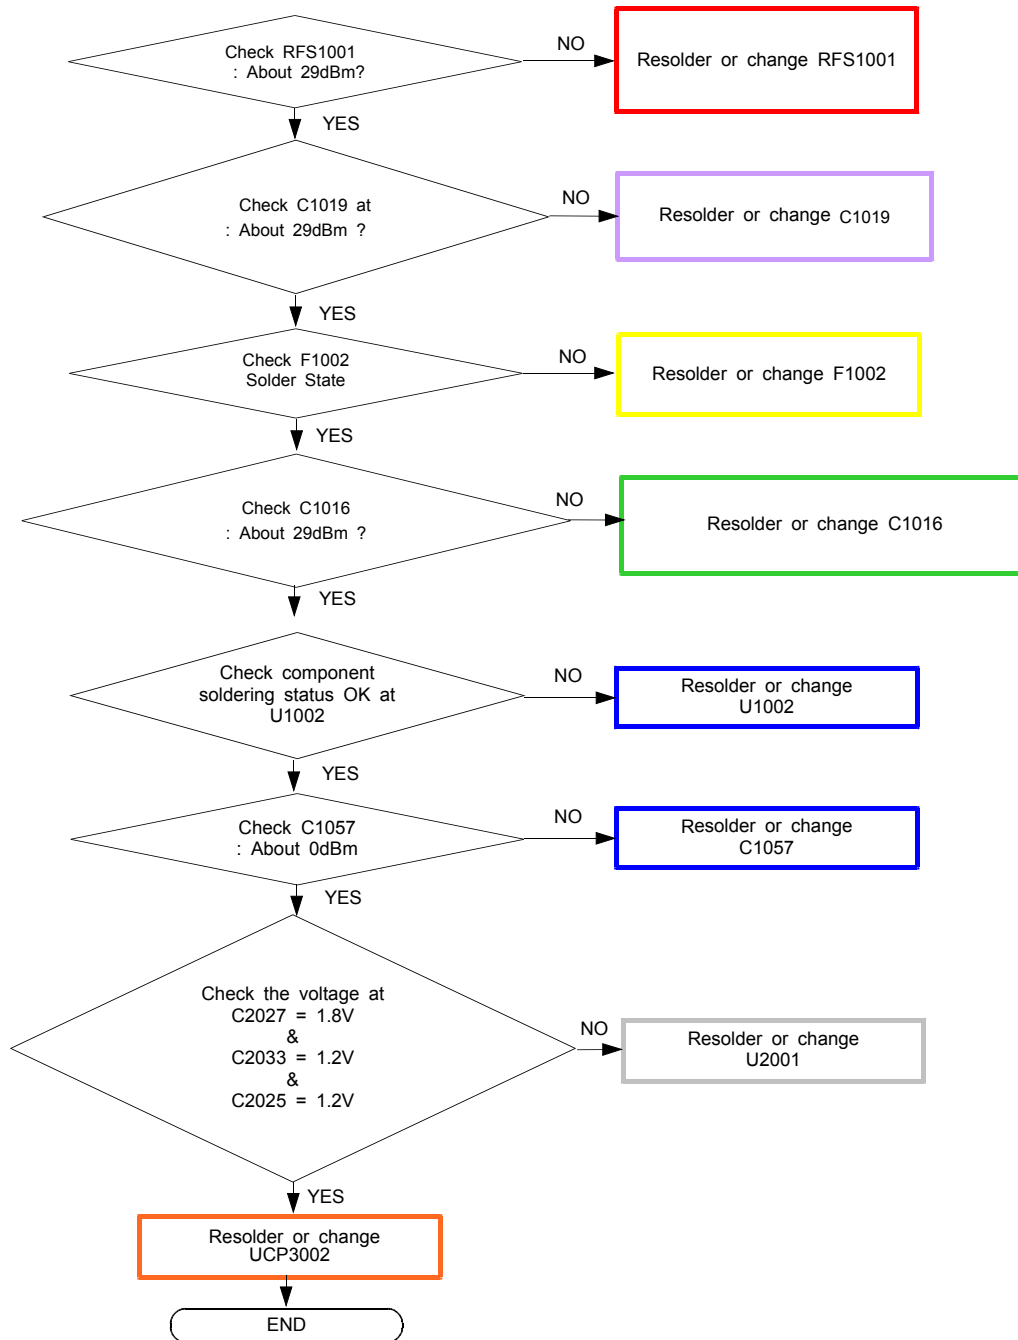 Check RFS1001
: About 29dBm?
NO
Resolder or change RFS1001
YES
Check C1019 at
: About 29dBm ?
NO
Resolder or change C1019
YES
Check F1002
Solder State
NO
Resolder or change F1002
YES
Check C1016
: About 29dBm ?
NO
Resolder or change C1016
YES
Check component
soldering status OK at
U1002
NO
Resolder or change
U1002
YES
Check C1057
: About 0dBm
NO
Resolder or change
C1057
YES
Check the voltage at
C2027 = 1.8V
&
C2033 = 1.2V
&
C2025 = 1.2V
NO
Resolder or change
U2001
YES
Resolder or change
UCP3002
END